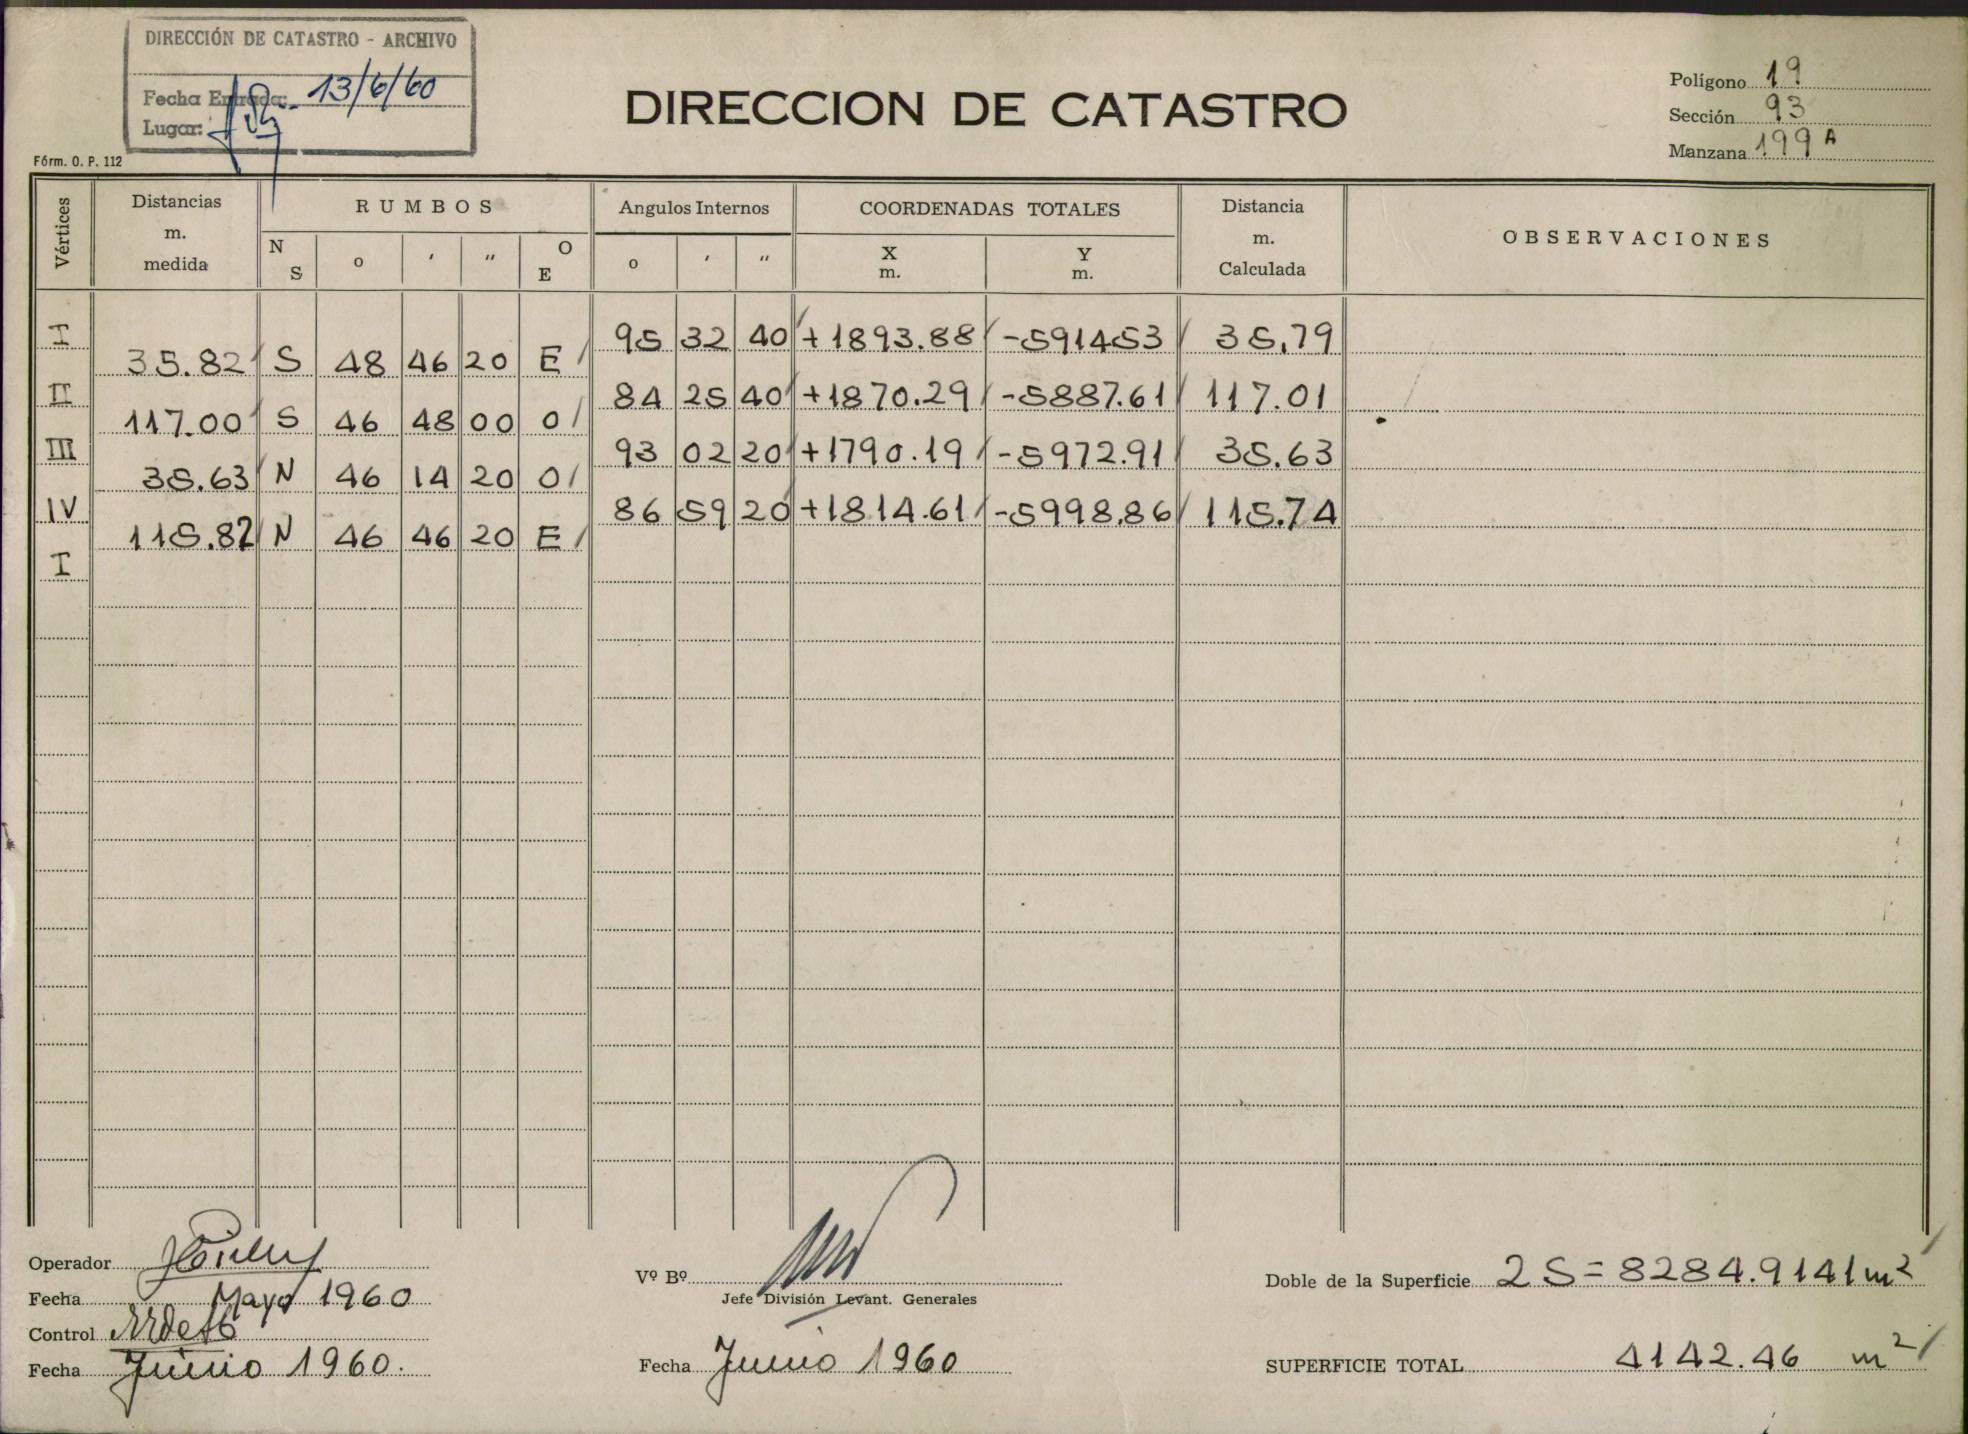 DIRECCIÓN DE CATASTRO - ARCHIVO
Fecha Entrada: 13/6/60
Lugar:
Fórm. O. P. 112
DIRECCION DE CATASTRO
Polígono 19
Sección 93
Manzana 199 A
Vértices
Distancias m. medida
RUMBOS
N S o ' " O E
Angulos Internos
o ' "
COORDENADAS TOTALES
X m. Y m.
Distancia m. Calculada
OBSERVACIONES
I 95 32 40 +1893.88 -591453 35,79
35.82 S 48 46 20 E
II 84 25 40 +1870.29 -5887.61 117.01
117.00 S 46 48 00 O
III 93 02 20 +1790.19 -5972.91 35.63
35.63 N 46 14 20 O
IV 86 59 20 +1814.61 -5998.86 115.74
115.82 N 46 46 20 E
I
Operador
Fecha Mayo 1960
Control
Fecha Junio 1960.
Vº Bº
Jefe División Levant. Generales
Fecha Junio 1960
Doble de la Superficie 2 S = 8284.9141 m²
SUPERFICIE TOTAL 4142.46 m²